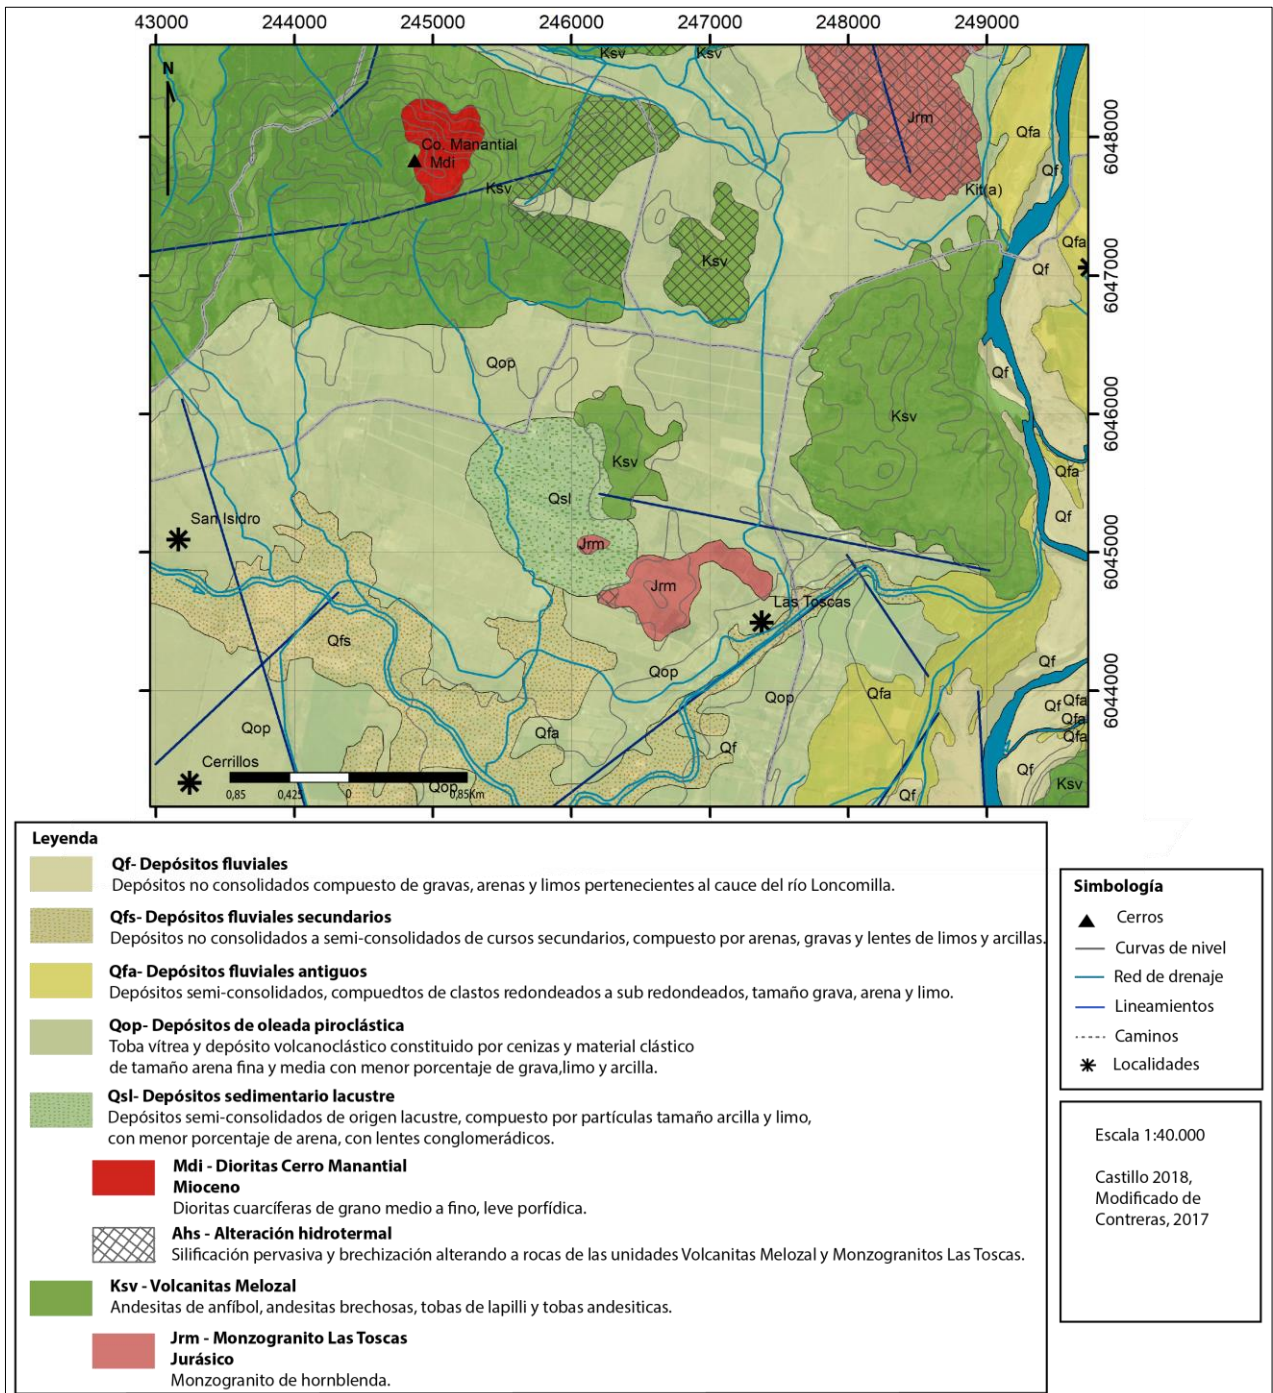 43000
244000
245000
246000
247000
248000
249000
N
Ksv
Ksv
Jrm
Qfa
6048000
Co. Manantial
Mdi
Ksv
Qf
Kit(a)
Qfa
Ksv
Qf
6047000
Qop
Qf
6046000
Ksv
Ksv
Qfa
Qsl
San Isidro
Qf
Jrm
6045000
Jrm
Las Toscas
Qfs
Qf
Qop
Qop
Qfa
6044000
Qf
Qfa
Qfa
Qop
Qfa
Qf
Qfa
Cerrillos
Qf
Ksv
Qop
Qf
0,85
0,425
0
0,85Km
Leyenda
Qf- Depósitos fluviales
Depósitos no consolidados compuesto de gravas, arenas y limos pertenecientes al cauce del río Loncomilla.
Qfs- Depósitos fluviales secundarios
Depósitos no consolidados a semi-consolidados de cursos secundarios, compuesto por arenas, gravas y lentes de limos y arcillas.
Qfa- Depósitos fluviales antiguos
Depósitos semi-consolidados, compuedtos de clastos redondeados a sub redondeados, tamaño grava, arena y limo.
Qop- Depósitos de oleada piroclástica
Toba vítrea y depósito volcanoclástico constituido por cenizas y material clástico
de tamaño arena fina y media con menor porcentaje de grava,limo y arcilla.
Qsl- Depósitos sedimentario lacustre
Depósitos semi-consolidados de origen lacustre, compuesto por partículas tamaño arcilla y limo,
con menor porcentaje de arena, con lentes conglomerádicos.
Mdi - Dioritas Cerro Manantial
Mioceno
Dioritas cuarcíferas de grano medio a fino, leve porfídica.
Ahs - Alteración hidrotermal
Silificación pervasiva y brechización alterando a rocas de las unidades Volcanitas Melozal y Monzogranitos Las Toscas.
Ksv - Volcanitas Melozal
Andesitas de anfíbol, andesitas brechosas, tobas de lapilli y tobas andesiticas.
Jrm - Monzogranito Las Toscas
Jurásico
Monzogranito de hornblenda.
Simbología
Cerros
Curvas de nivel
Red de drenaje
Lineamientos
Caminos
Localidades
Escala 1:40.000
Castillo 2018,
Modificado de
Contreras, 2017